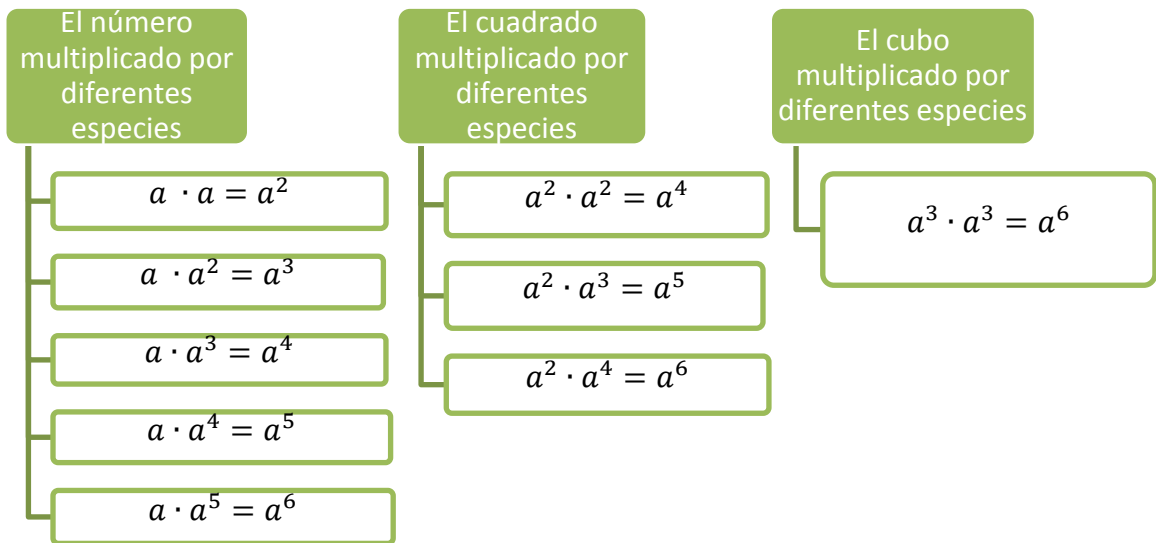 El número
multiplicado por
diferentes
especies
a · a = a²
a · a² = a³
a · a³ = a⁴
a · a⁴ = a⁵
a · a⁵ = a⁶
El cuadrado
multiplicado por
diferentes
especies
a² · a² = a⁴
a² · a³ = a⁵
a² · a⁴ = a⁶
El cubo
multiplicado por
diferentes especies
a³ · a³ = a⁶